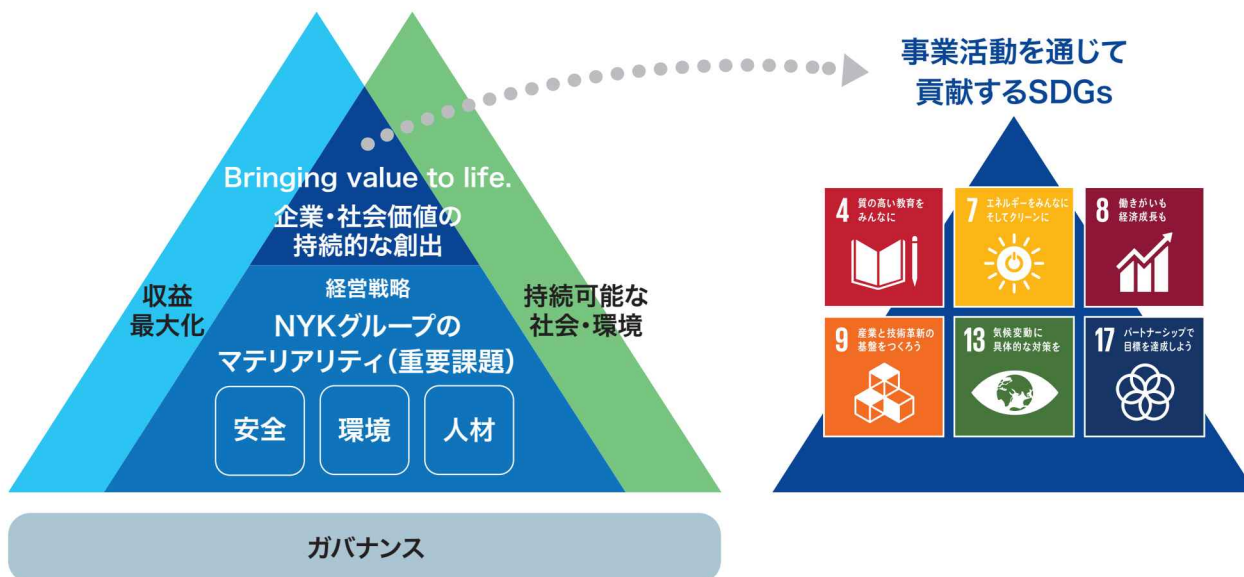 Bringing value to life.
企業・社会価値の
持続的な創出
収益
最大化
経営戦略
NYKグループの
マテリアリティ(重要課題)
安全
環境
人材
持続可能な
社会・環境
ガバナンス
事業活動を通じて
貢献するSDGs
4 質の高い教育を
みんなに
7 エネルギーをみんなに
そしてクリーンに
8 働きがいも
経済成長も
9 産業と技術革新の
基盤をつくろう
13 気候変動に
具体的な対策を
17 パートナーシップで
目標を達成しよう